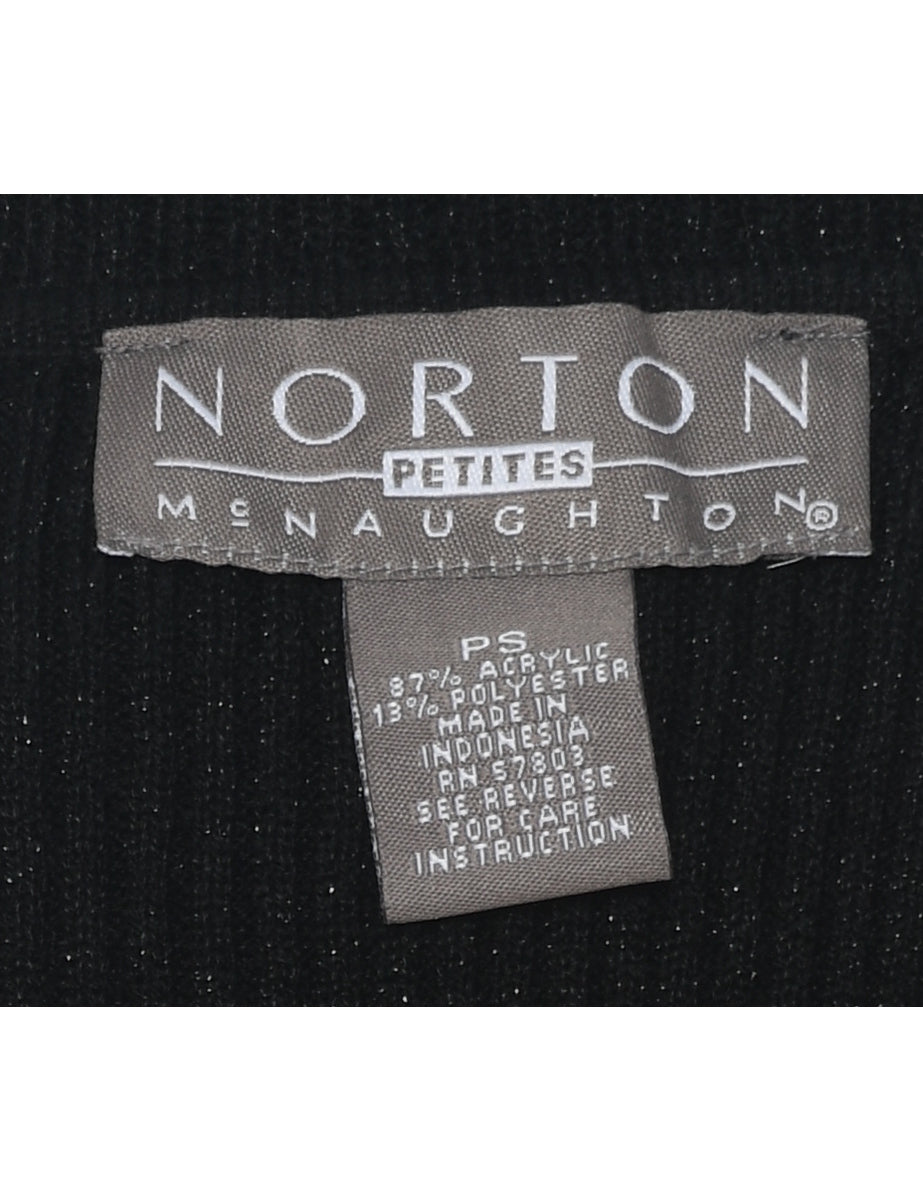 NORTON
PETITES
McNAUGHTON®
PS
87% ACRYLIC
13% POLYESTER
MADE IN
INDONESIA
RN 57803
SEE REVERSE
FOR CARE
INSTRUCTION